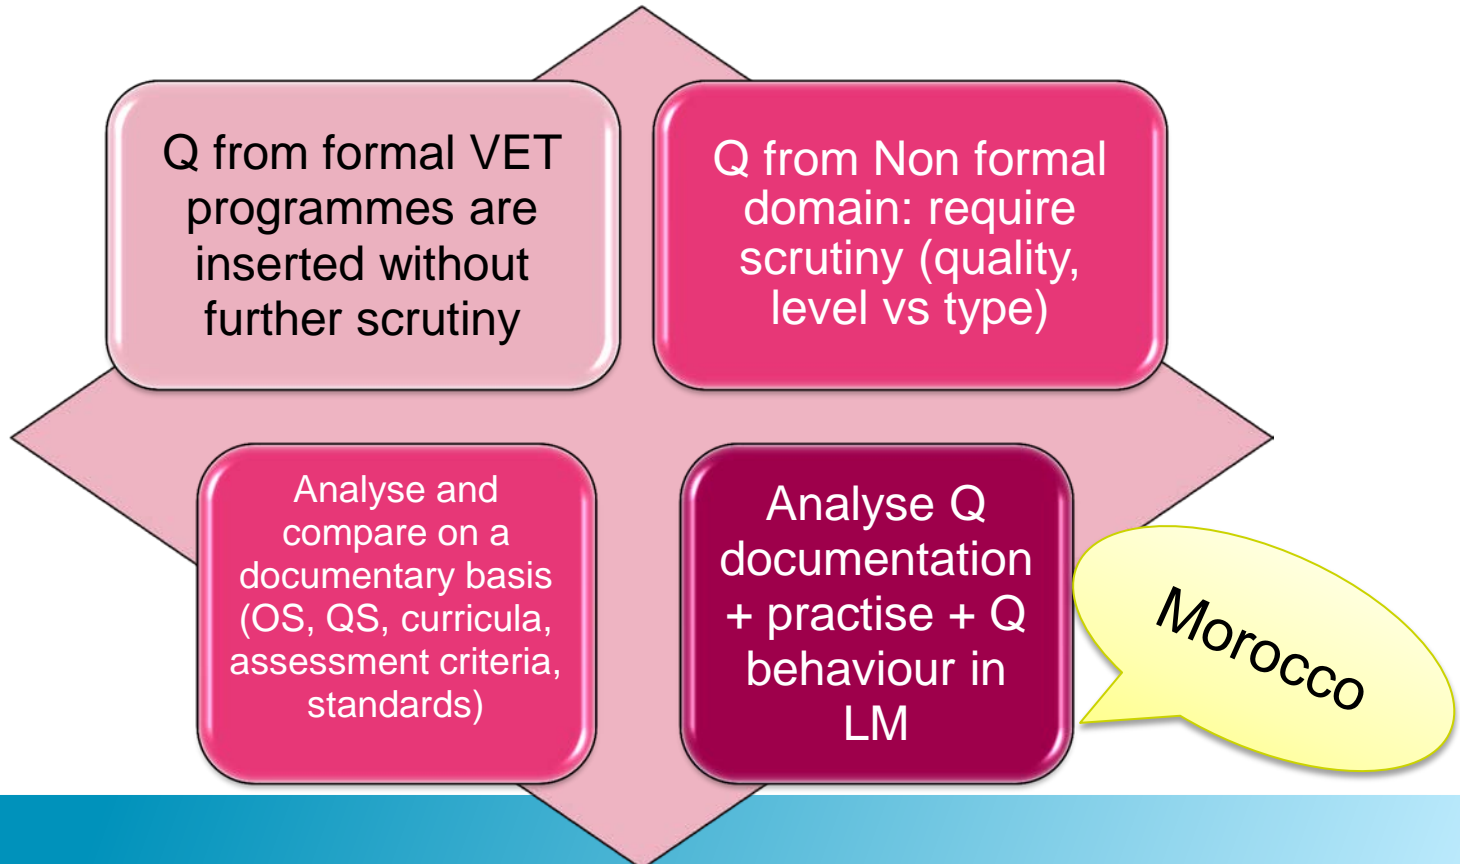 Q from formal VET
programmes are
inserted without
further scrutiny
Q from Non formal
domain: require
scrutiny (quality,
level vs type)
Analyse and
compare on a
documentary basis
(OS, QS, curricula,
assessment criteria,
standards)
Analyse Q
documentation
+ practise + Q
behaviour in
LM
Morocco